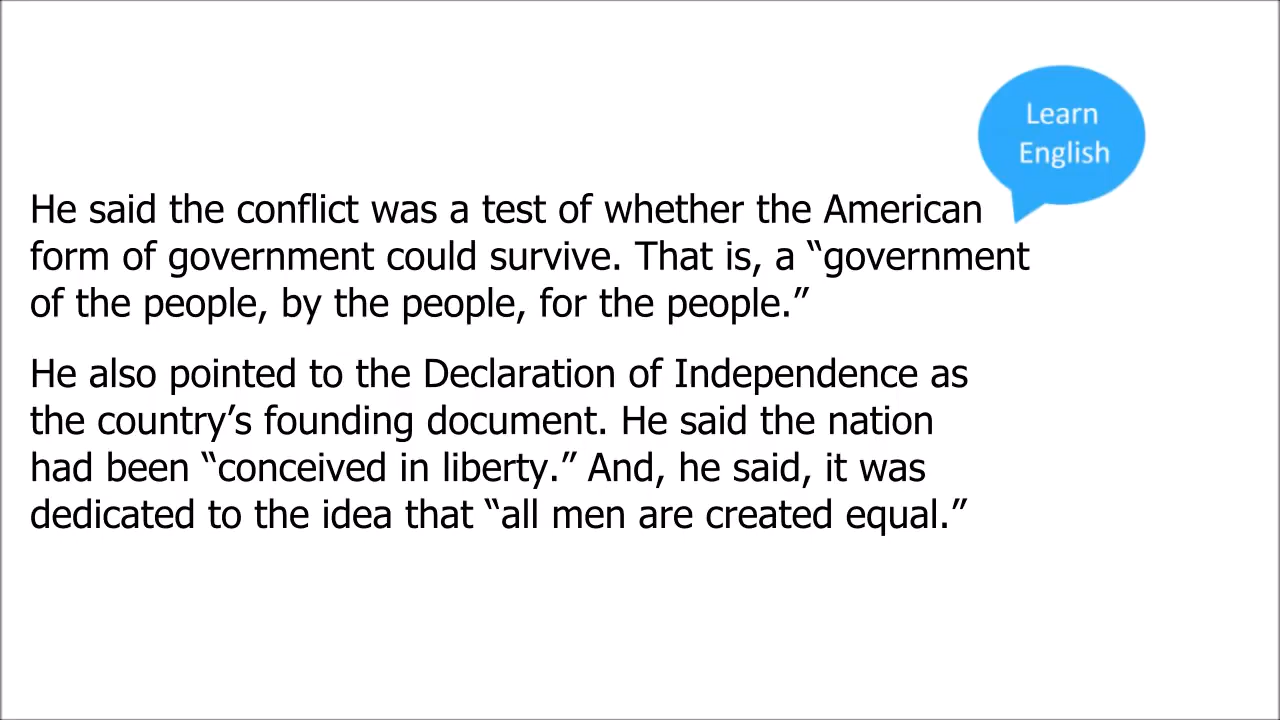 Learn
English
He said the conflict was a test of whether the American
form of government could survive. That is, a “government
of the people, by the people, for the people.”
He also pointed to the Declaration of Independence as
the country’s founding document. He said the nation
had been “conceived in liberty.” And, he said, it was
dedicated to the idea that “all men are created equal.”